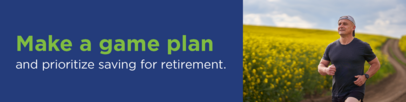 Make a game plan
and prioritize saving for retirement.